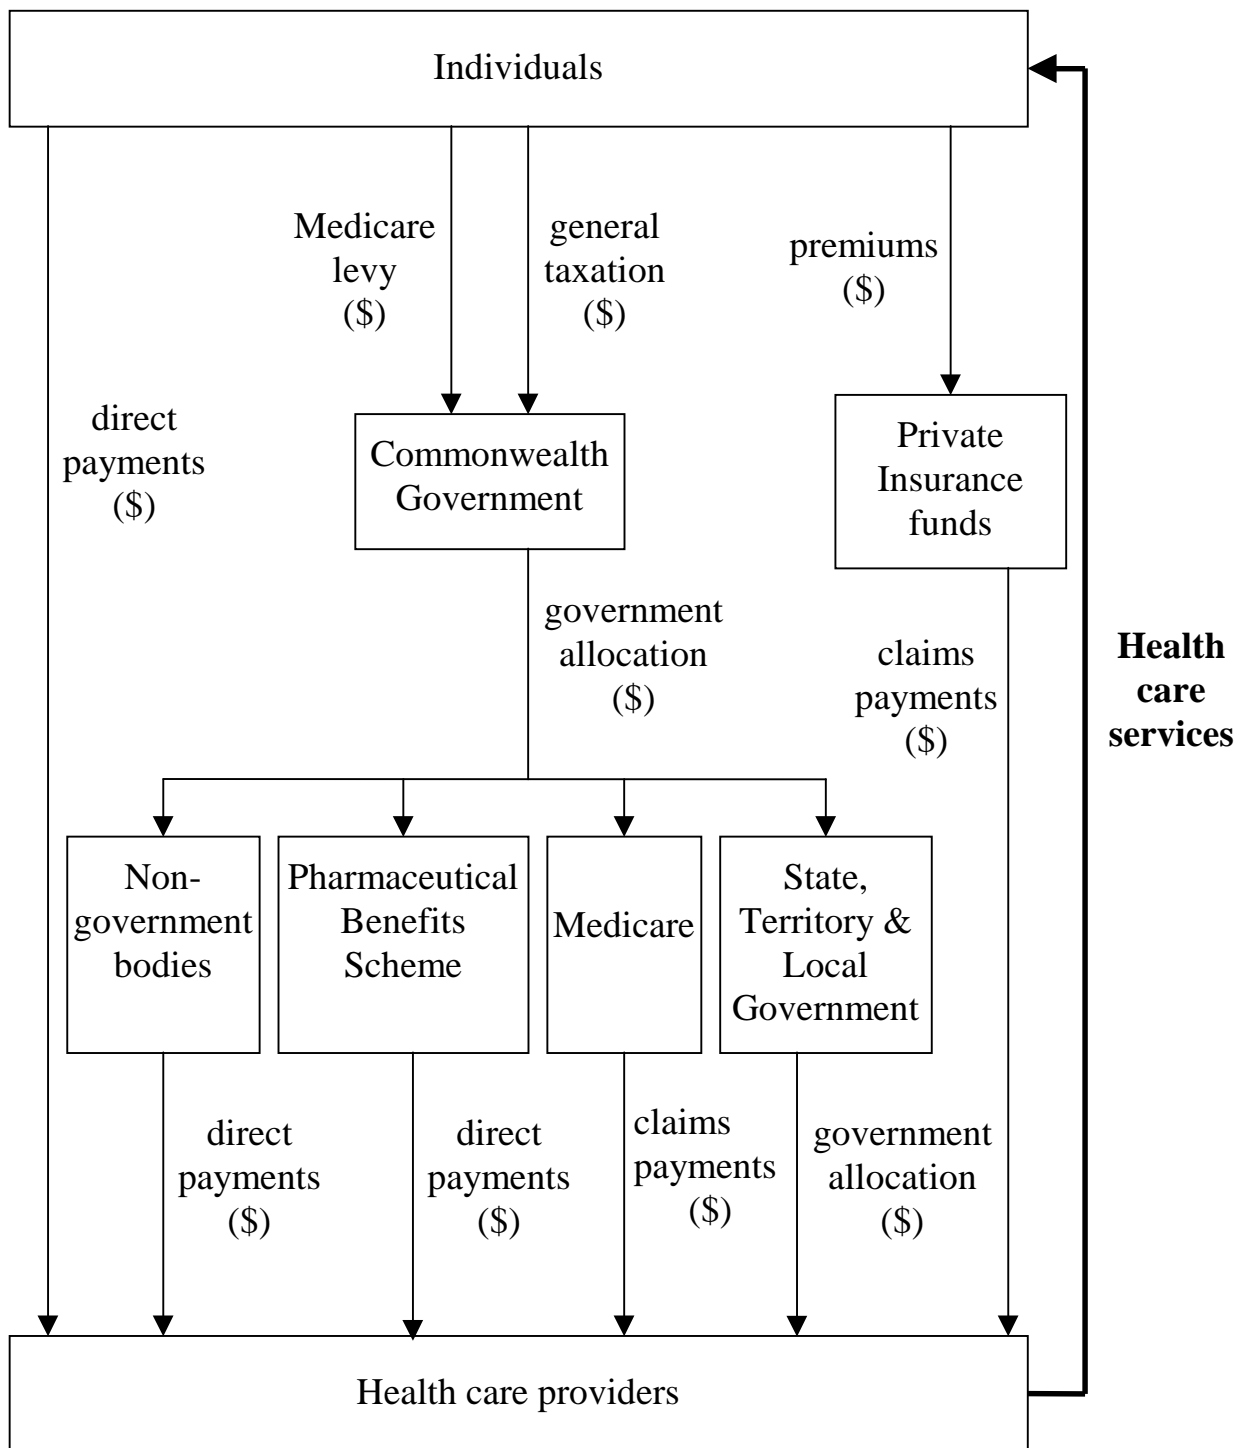 Individuals
Medicare
levy
($)
general
taxation
($)
premiums
($)
direct
payments
($)
Commonwealth
Government
Private
Insurance
funds
government
allocation
($)
claims
payments
($)
Health
care
services
Non-
government
bodies
Pharmaceutical
Benefits
Scheme
Medicare
State,
Territory &
Local
Government
direct
payments
($)
direct
payments
($)
claims
payments
($)
government
allocation
($)
Health care providers